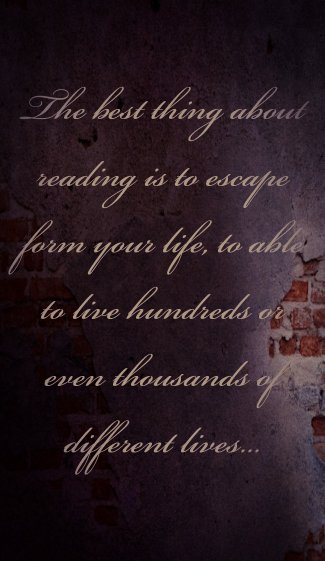 The best thing about
reading is to escape
form your life, to able
to live hundreds or
even thousands of
different lives...